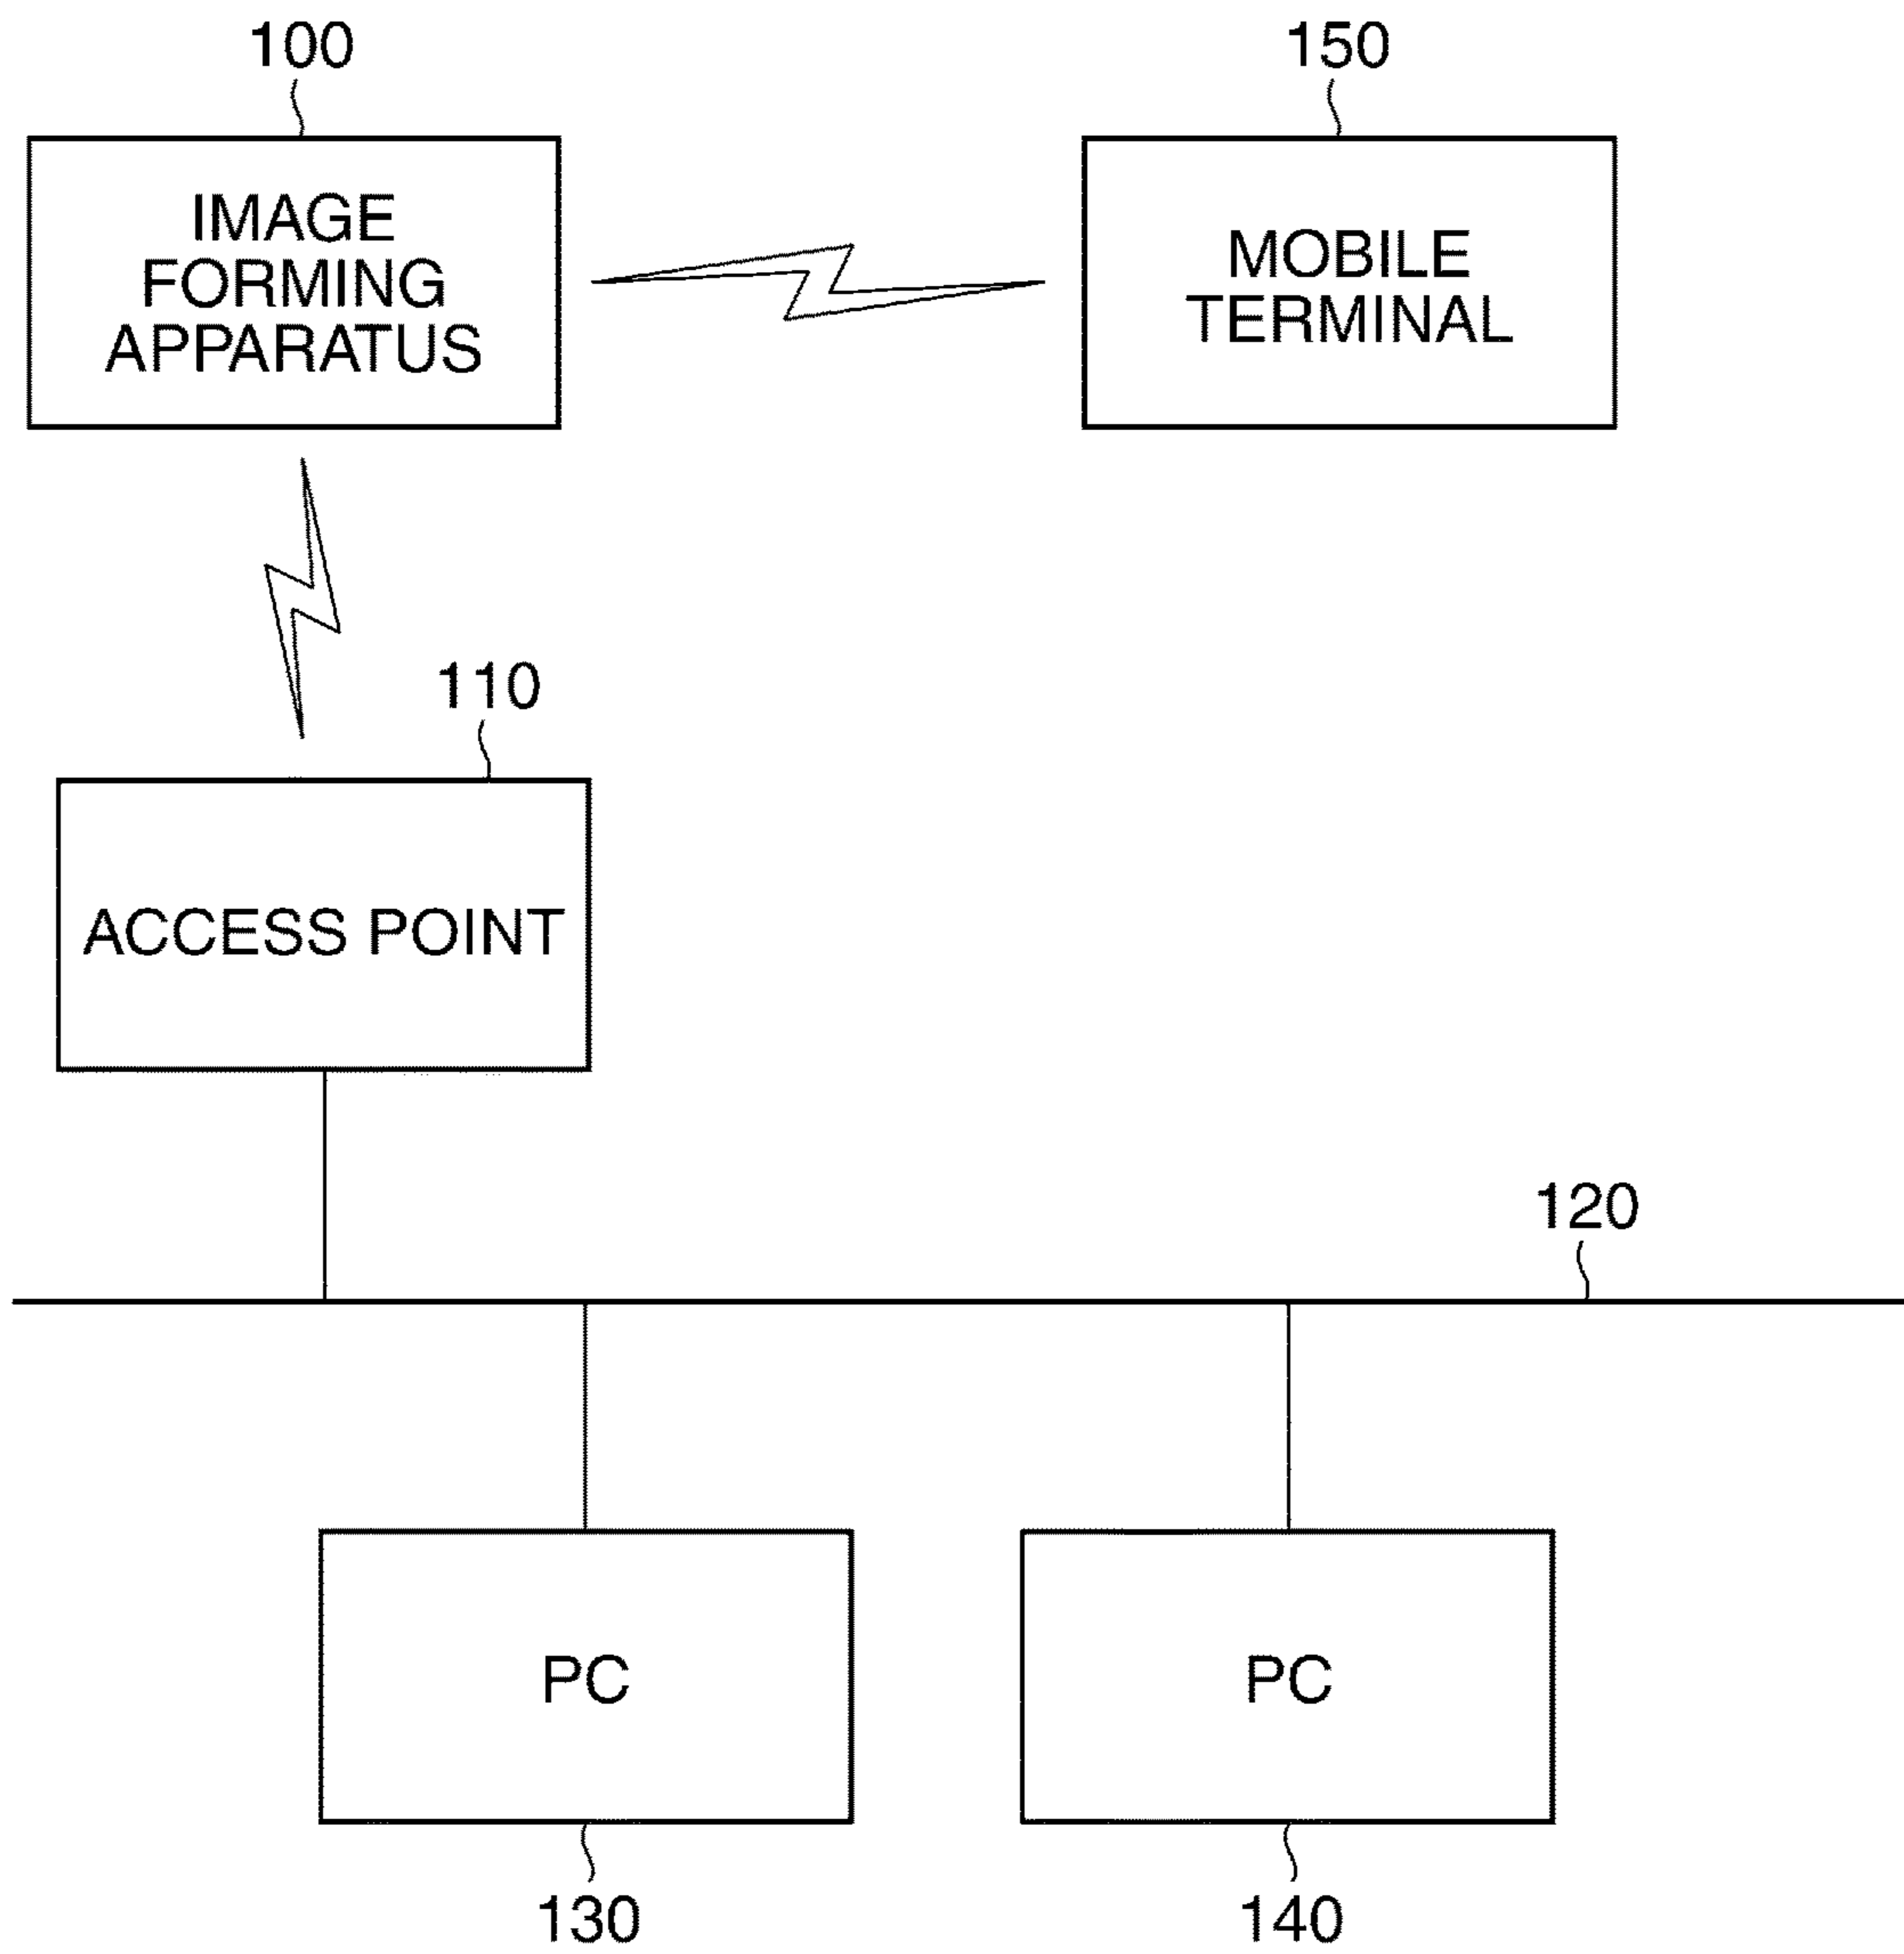 100
150
IMAGE
FORMING
APPARATUS
MOBILE
TERMINAL
110
ACCESS POINT
120
PC
PC
130
140